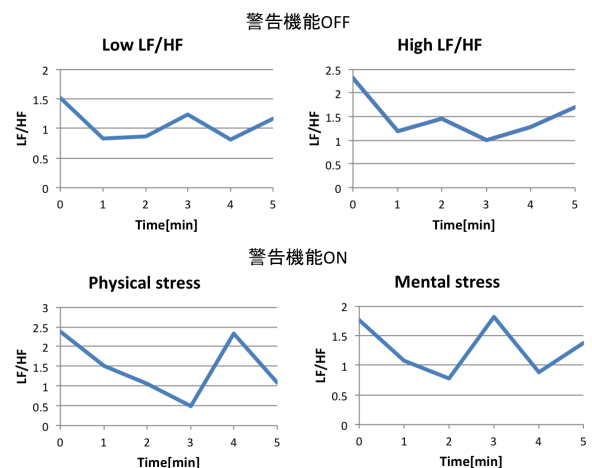 警告機能OFF
Low LF/HF
High LF/HF
2
1.5
1
0.5
0
LF/HF
0 1 2 3 4 5
Time[min]
2.5
2
1.5
1
0.5
0
LF/HF
0 1 2 3 4 5
Time[min]
警告機能ON
Physical stress
Mental stress
3
2.5
2
1.5
1
0.5
0
LF/HF
0 1 2 3 4 5
Time[min]
2
1.5
1
0.5
0
LF/HF
0 1 2 3 4 5
Time[min]